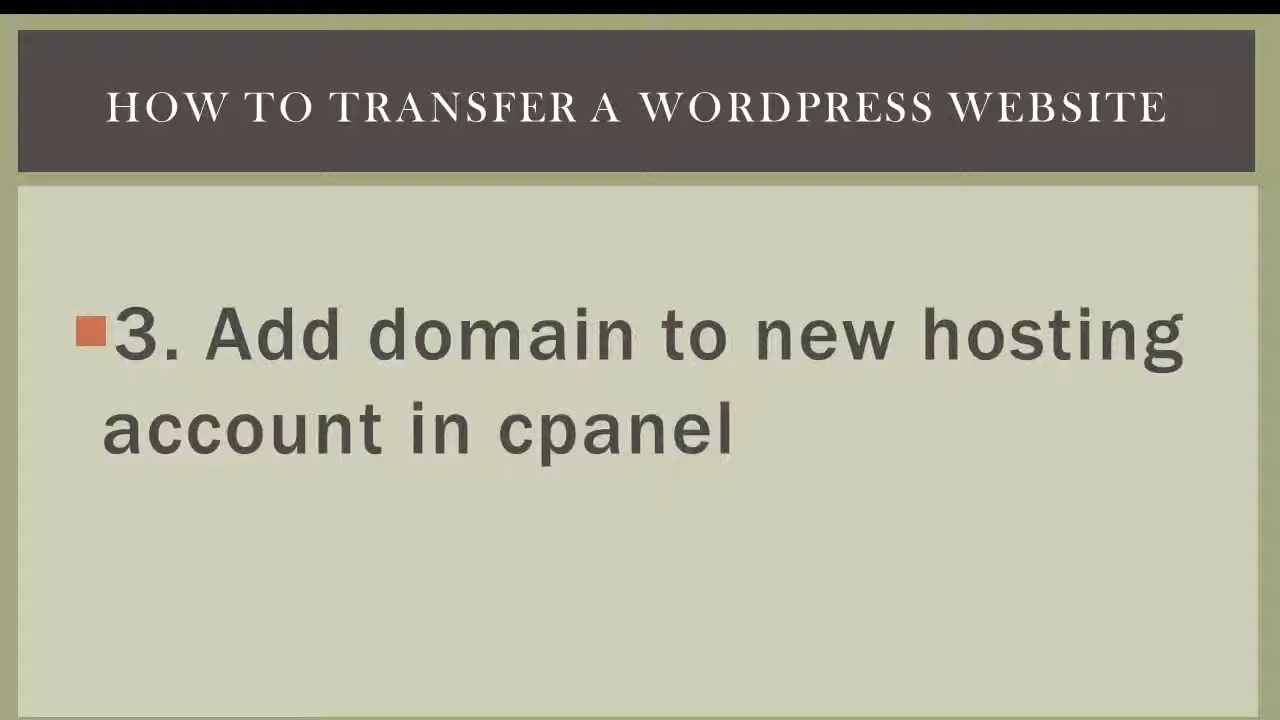 HOW TO TRANSFER A WORDPRESS WEBSITE
3. Add domain to new hosting
account in cpanel